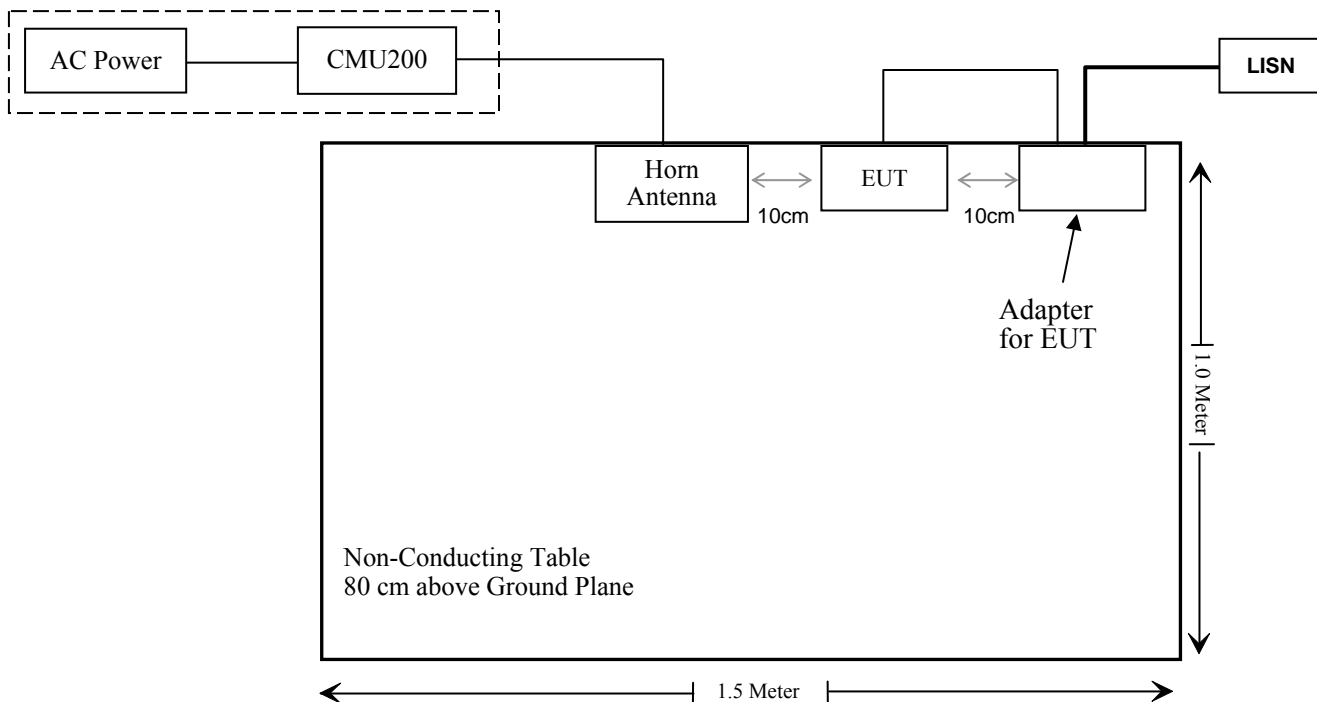 AC Power
CMU200
LISN
Horn
Antenna
EUT
10cm
10cm
Adapter
for EUT
1.0 Meter
Non-Conducting Table
80 cm above Ground Plane
1.5 Meter